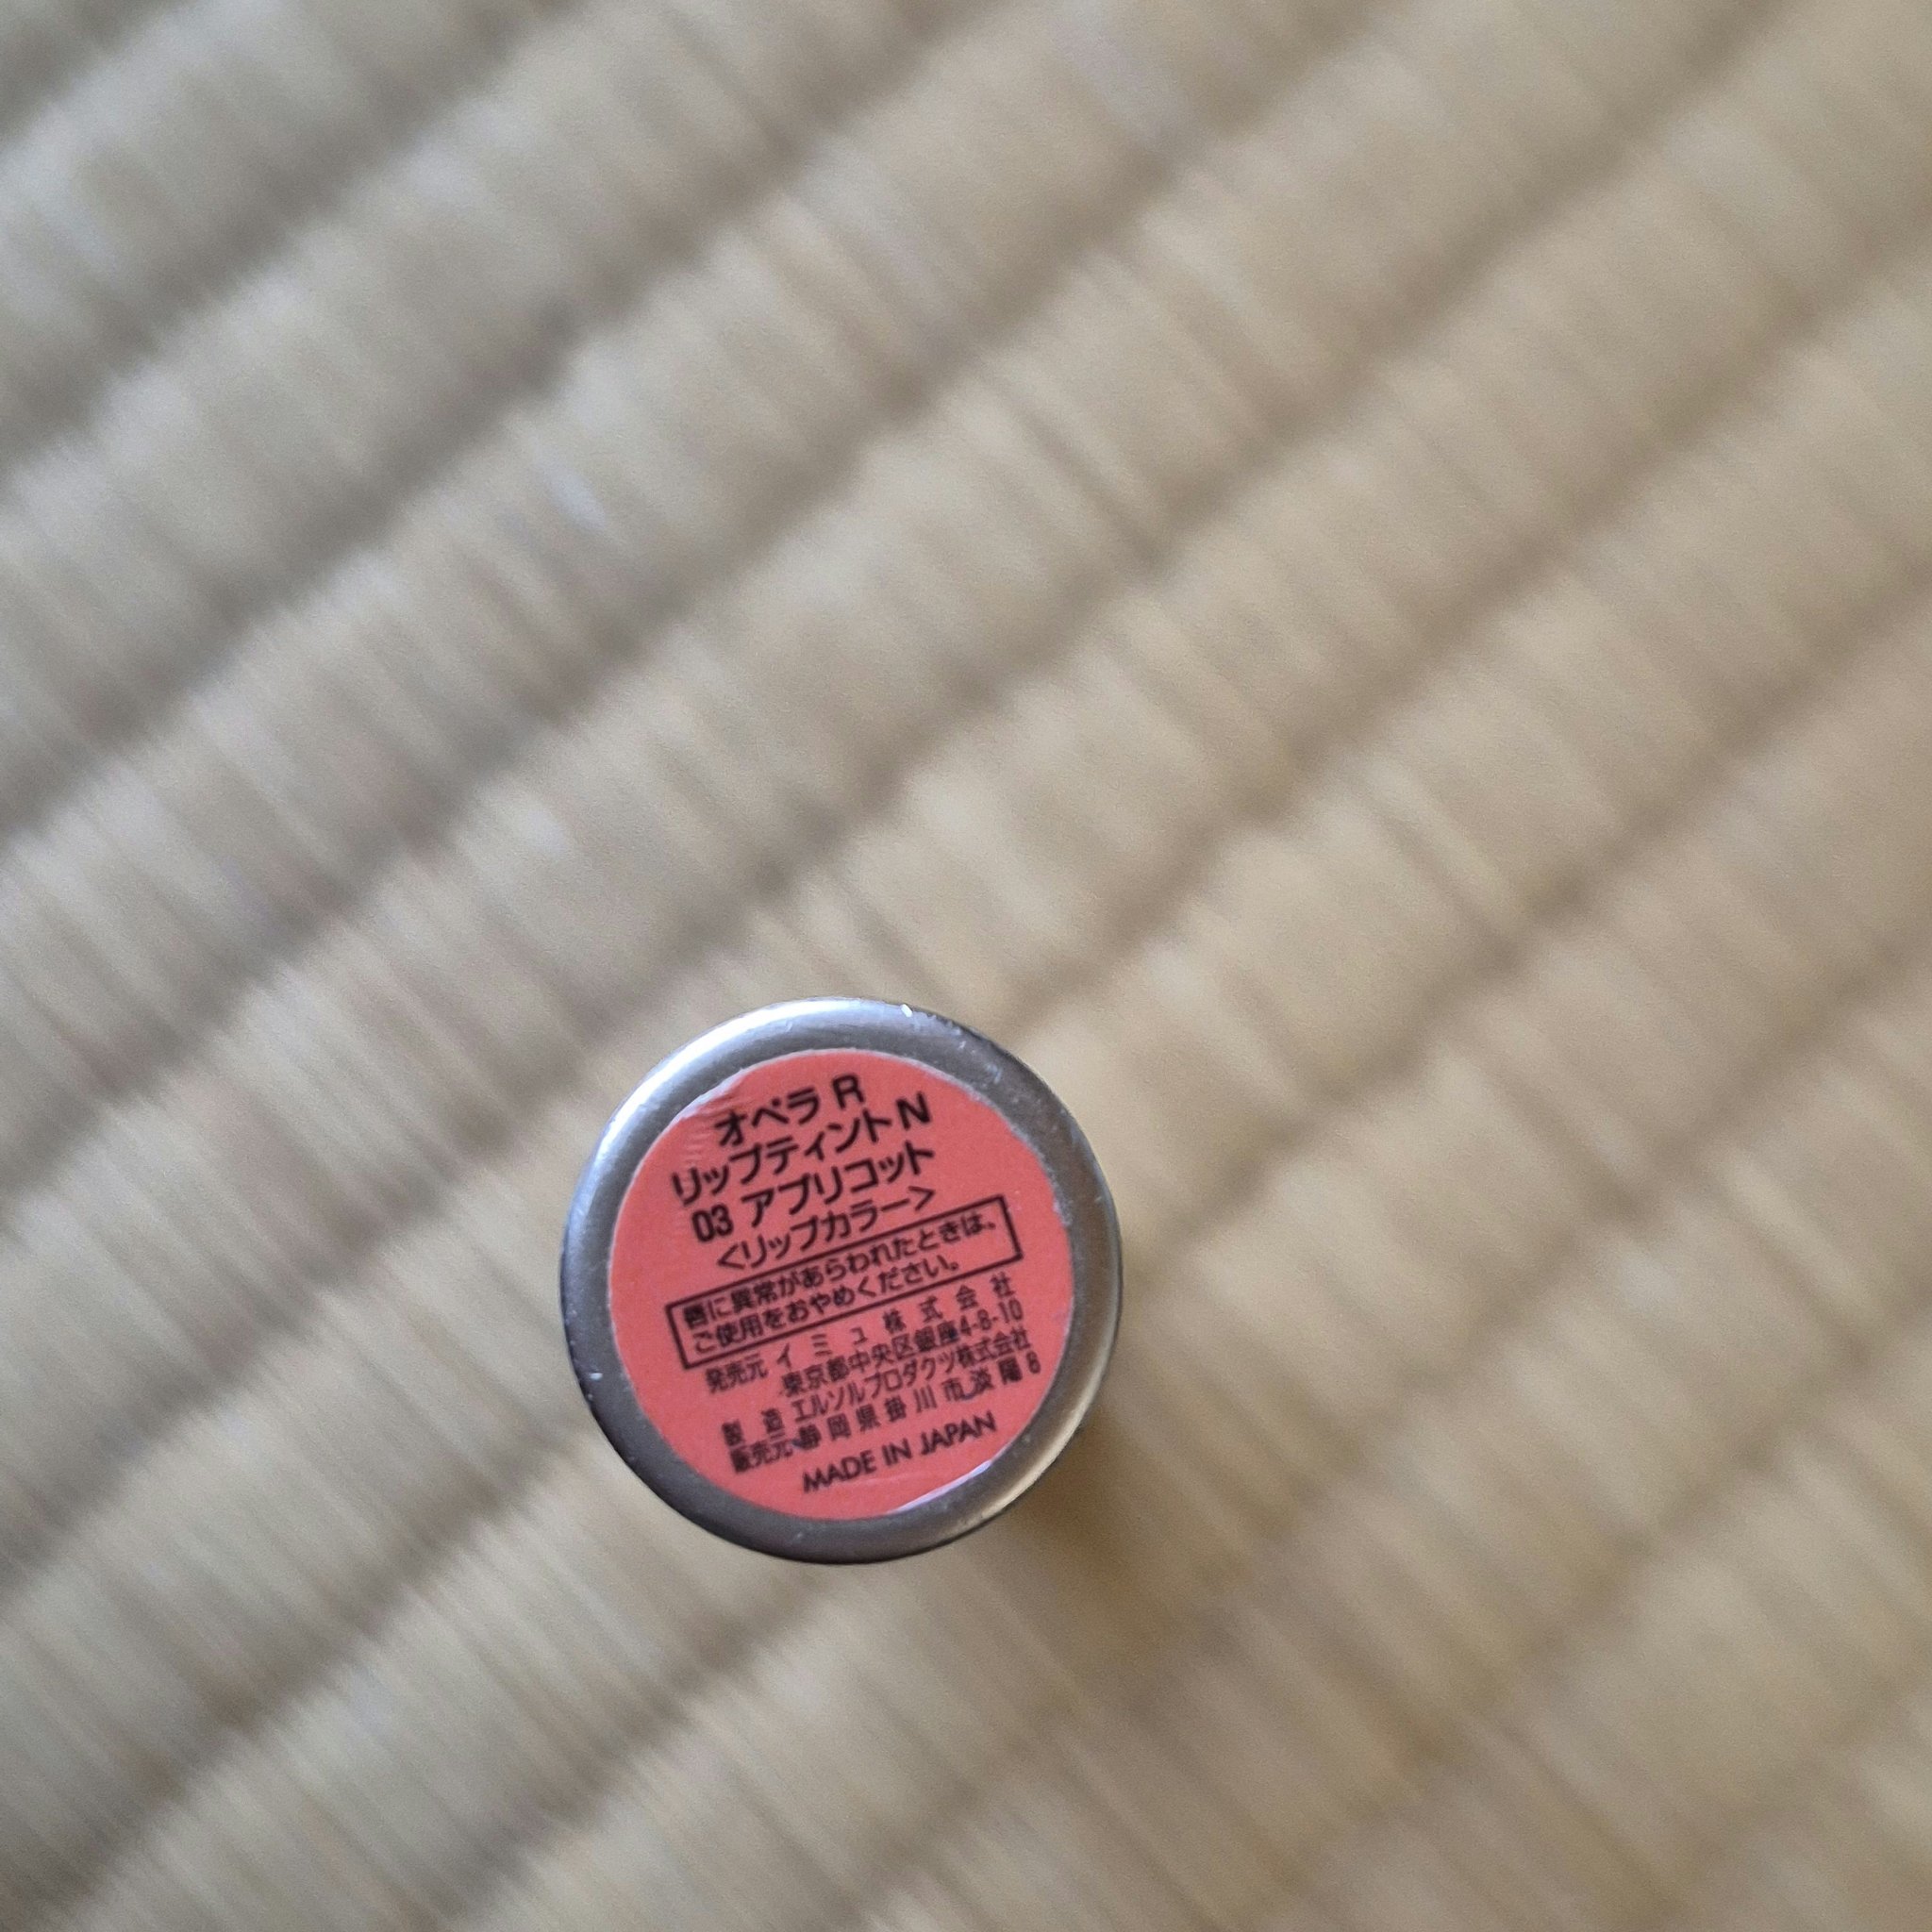 オペラ R
リップティント N
03 アプリコット
<リップカラー>
唇に異常があらわれたときは、
ご使用をおやめください。
発売元 イミュ株式会社
東京都中央区銀座4-8-10
製造 エルソルプロダクツ株式会社
販売元 静岡県掛川市淡陽8
MADE IN JAPAN